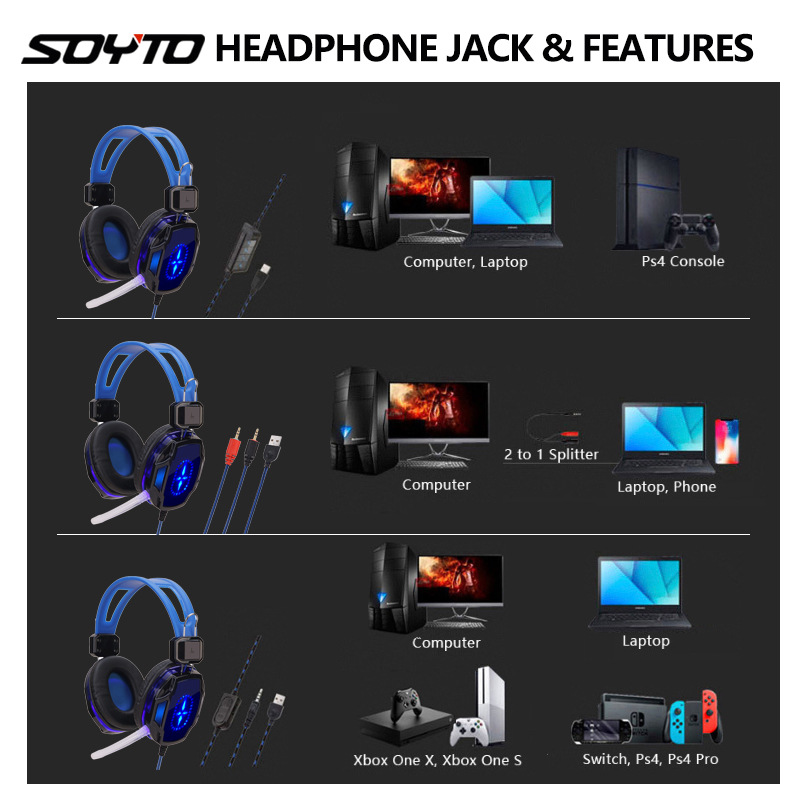 SOYTO HEADPHONE JACK & FEATURES
Computer, Laptop
Ps4 Console
2 to 1 Splitter
Computer
Laptop, Phone
Computer
Laptop
Xbox One X, Xbox One S
Switch, Ps4, Ps4 Pro